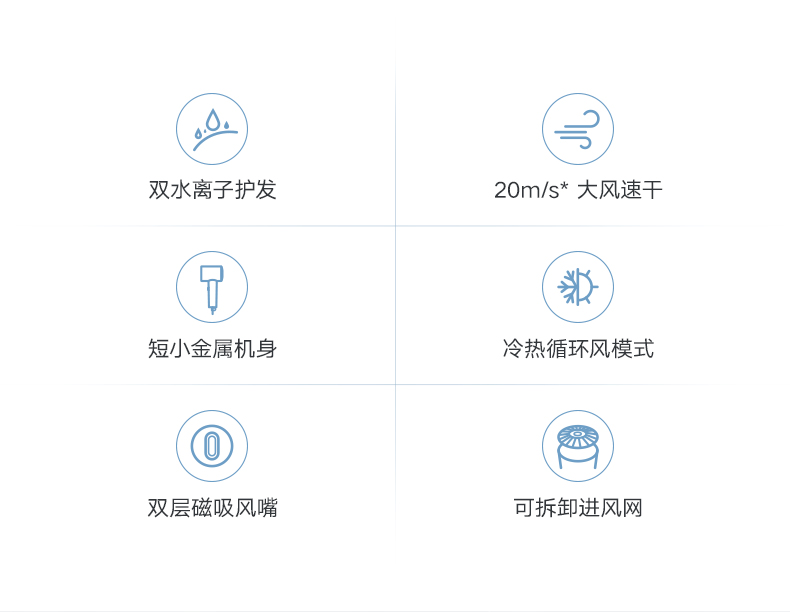 双水离子护发
20m/s* 大风速干
短小金属机身
冷热循环风模式
双层磁吸风嘴
可拆卸进风网